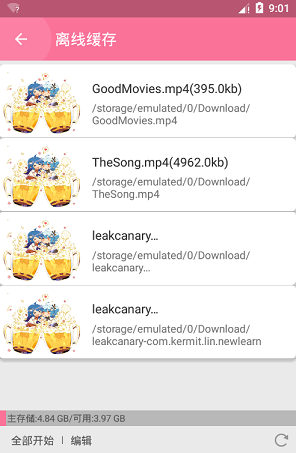 9:01
离线缓存
GoodMovies.mp4(395.0kb)
/storage/emulated/0/Download/
GoodMovies.mp4
TheSong.mp4(4962.0kb)
/storage/emulated/0/Download/
TheSong.mp4
leakcanary…
/storage/emulated/0/Download/
leakcanary…
leakcanary…
/storage/emulated/0/Download/
leakcanary-com.kermit.lin.newlearn
主存储:4.84 GB/可用:3.97 GB
全部开始 | 编辑